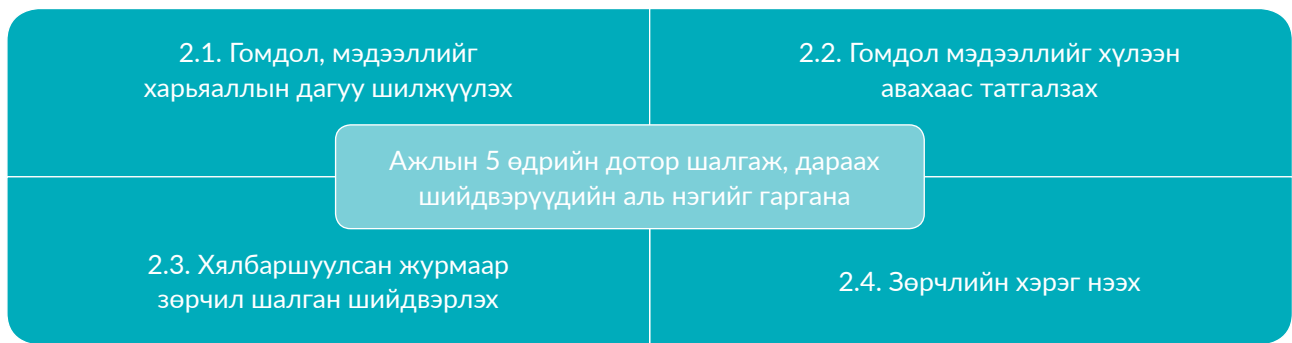 2.1. Гомдол, мэдээллийг
харьяаллын дагуу шилжүүлэх
2.2. Гомдол мэдээллийг хүлээн
авахаас татгалзах
Ажлын 5 өдрийн дотор шалгаж, дараах
шийдвэрүүдийн аль нэгийг гаргана
2.3. Хялбаршуулсан журмаар
зөрчил шалган шийдвэрлэх
2.4. Зөрчлийн хэрэг нээх